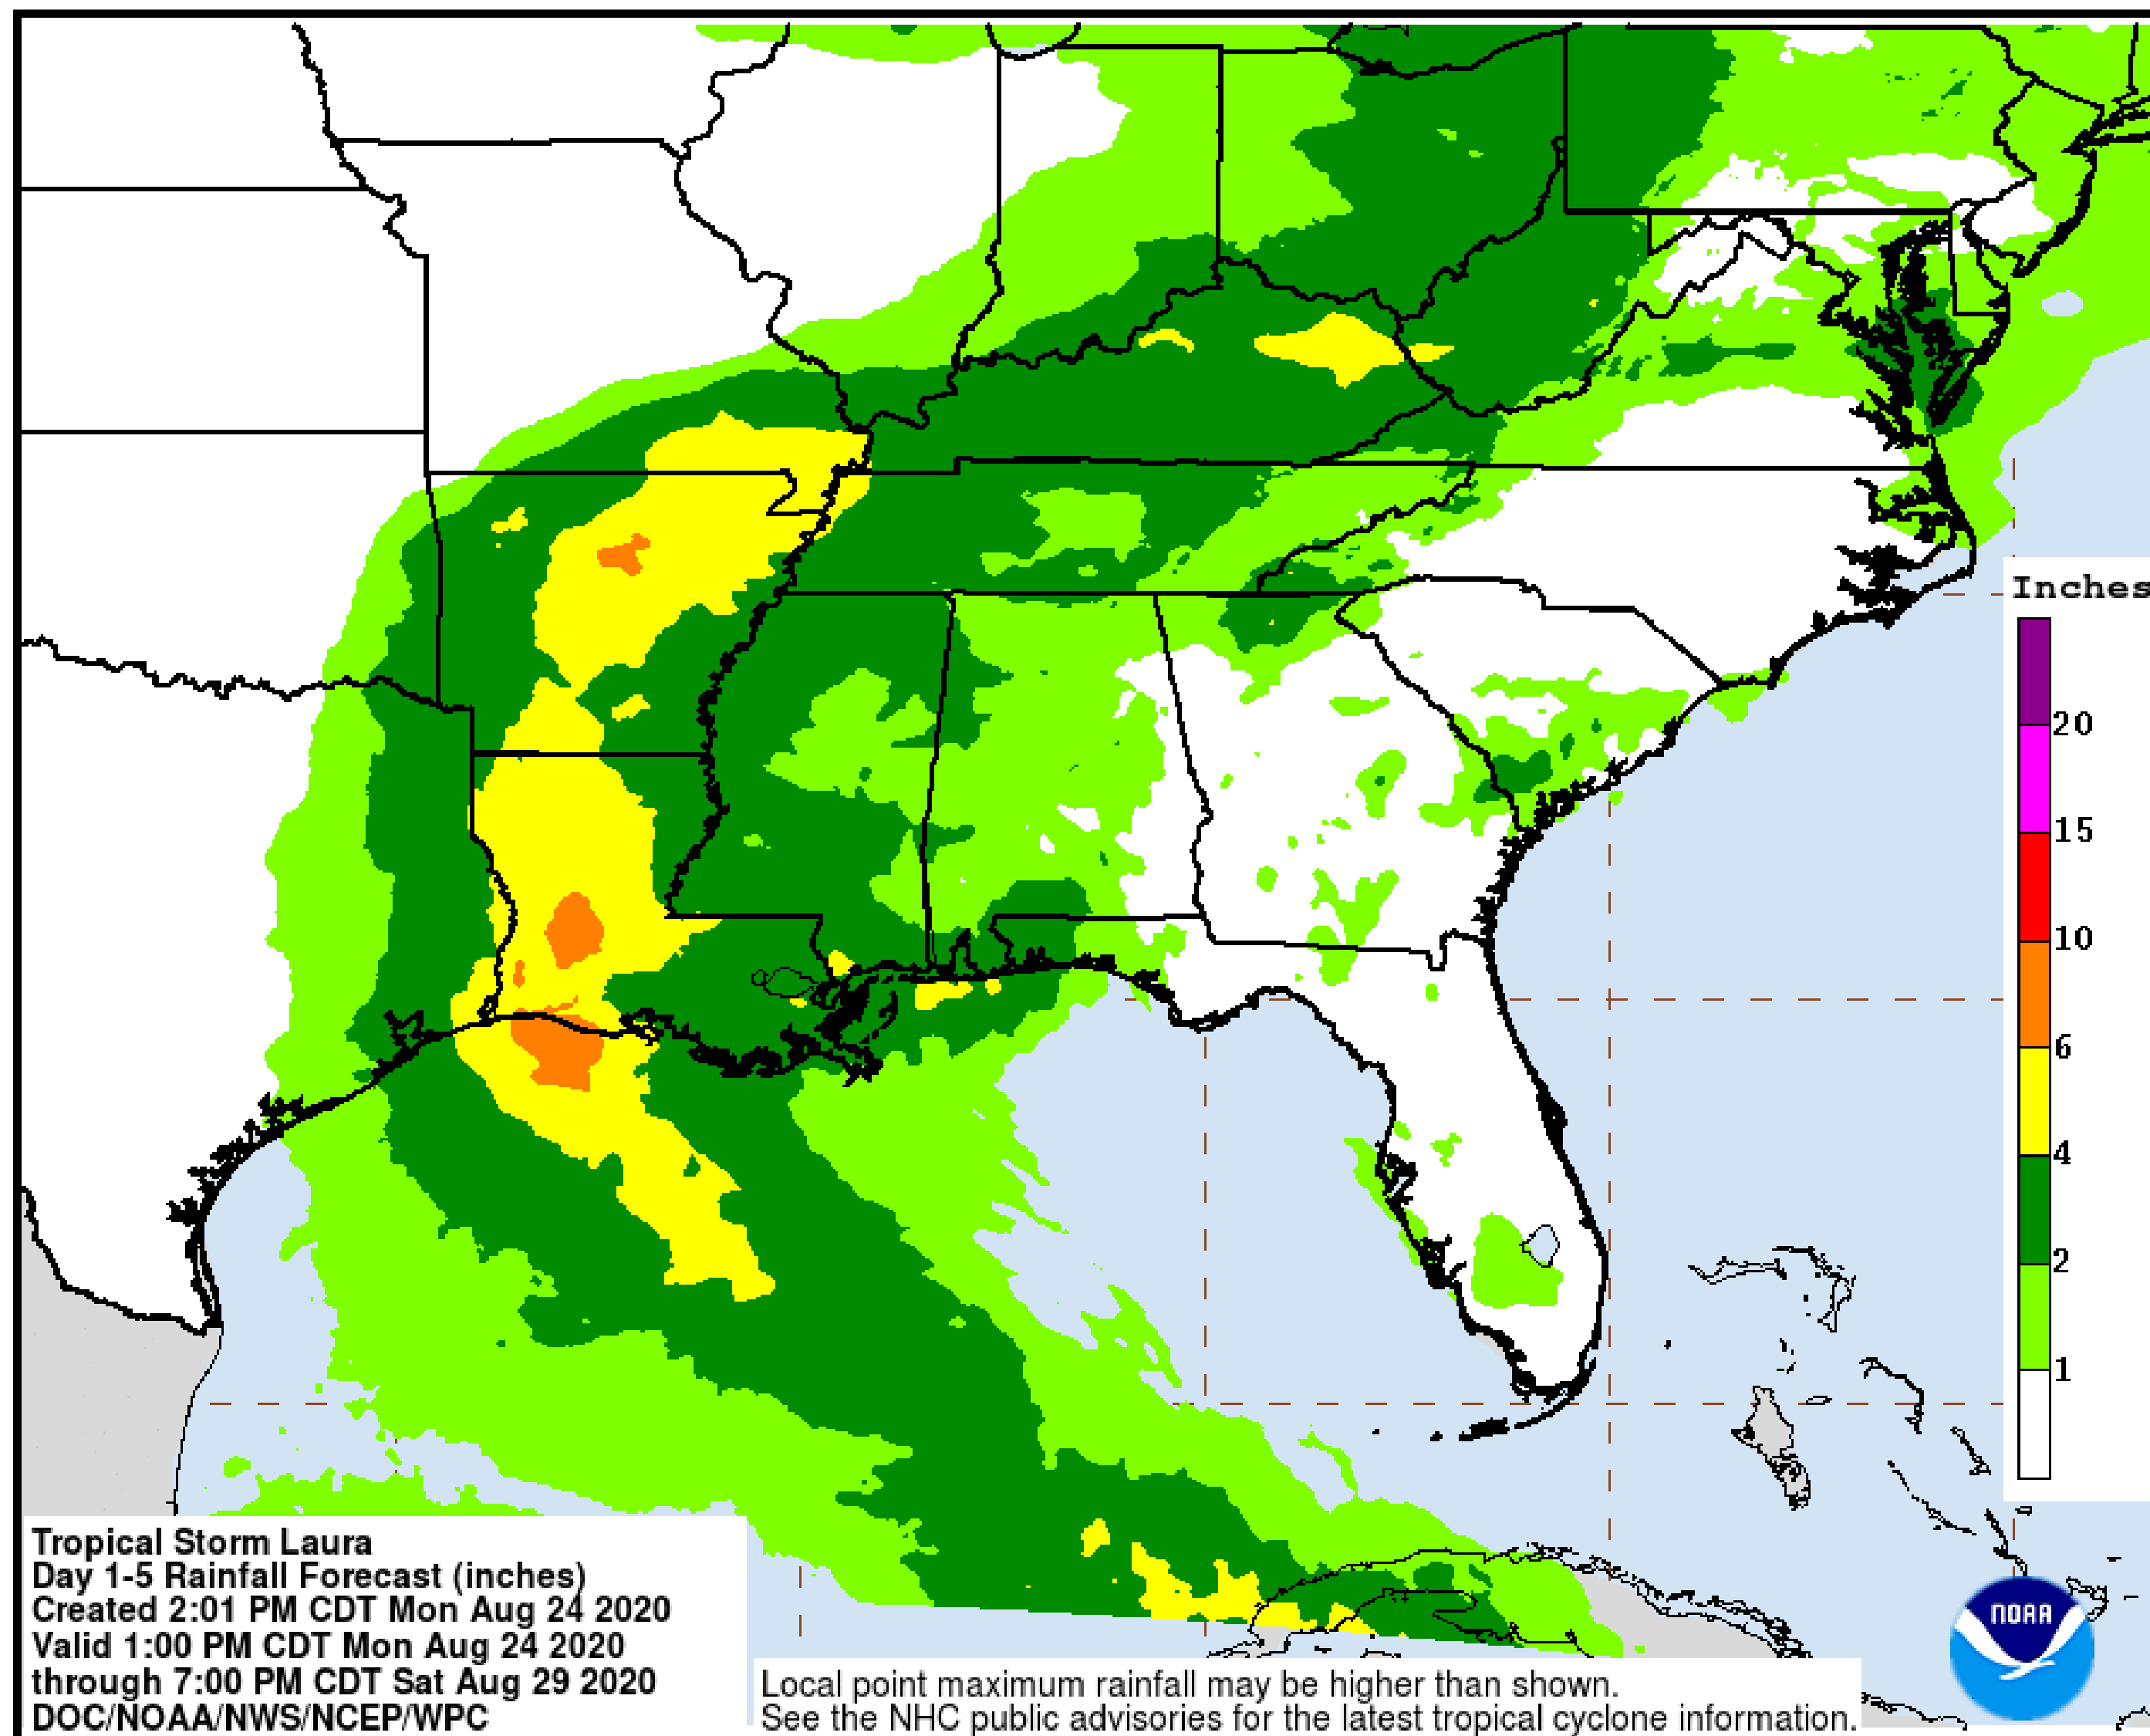 Inches
20
15
10
6
4
2
1
Tropical Storm Laura
Day 1-5 Rainfall Forecast (inches)
Created 2:01 PM CDT Mon Aug 24 2020
Valid 1:00 PM CDT Mon Aug 24 2020
through 7:00 PM CDT Sat Aug 29 2020
DOC/NOAA/NWS/NCEP/WPC
Local point maximum rainfall may be higher than shown.
See the NHC public advisories for the latest tropical cyclone information.
NOAA